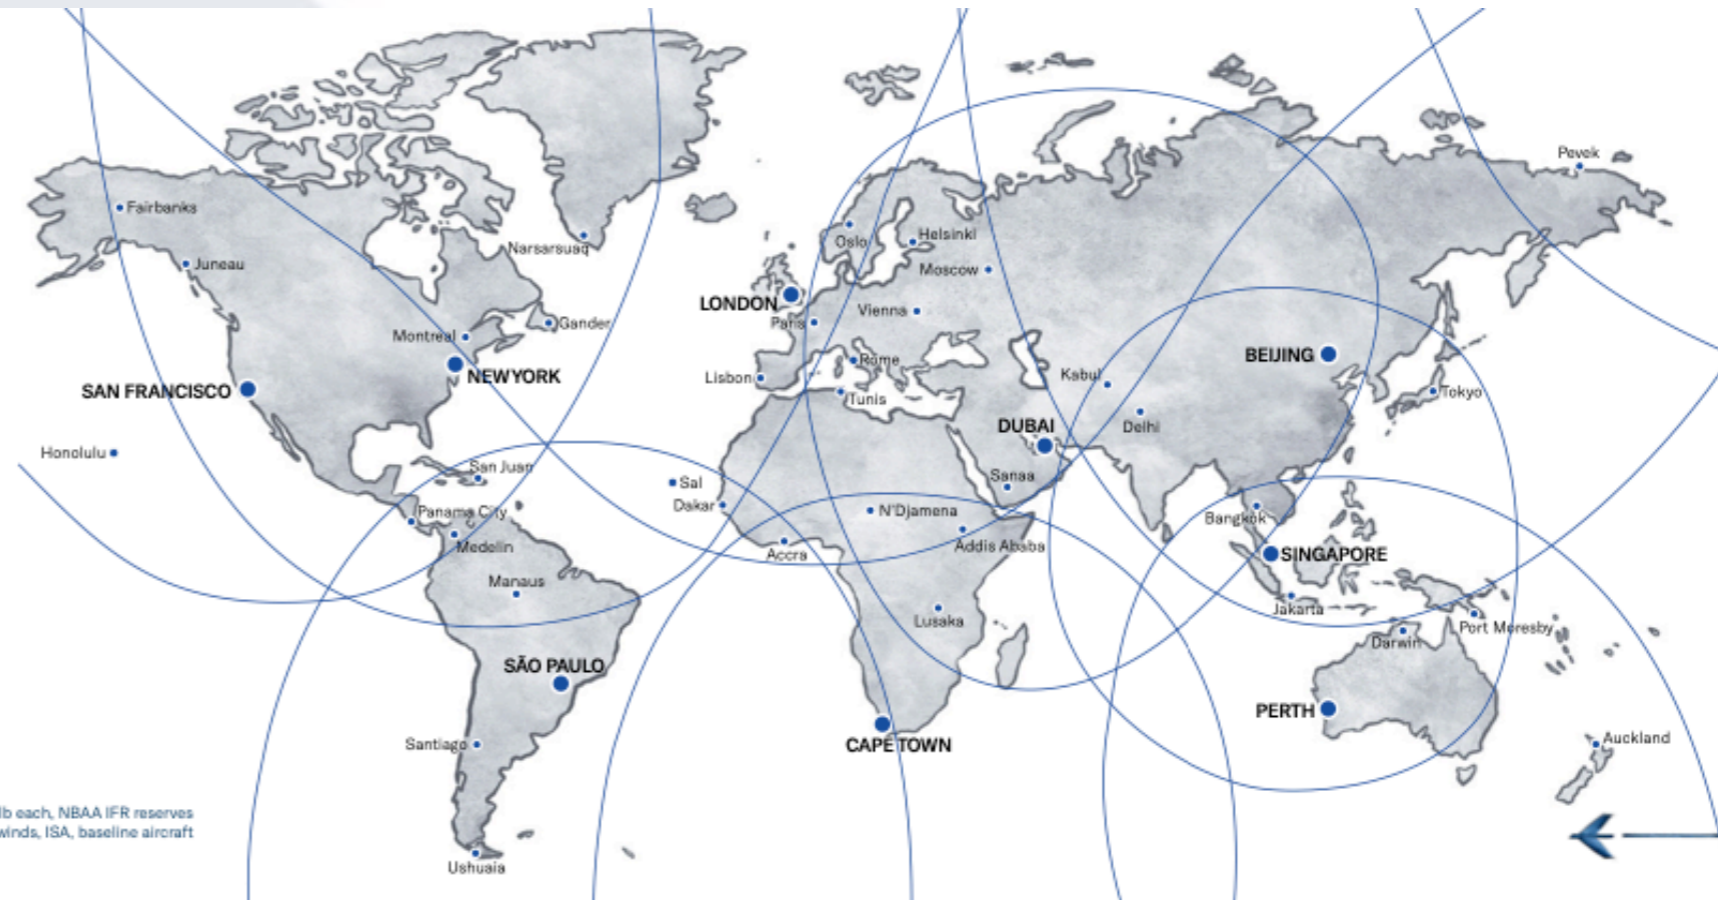 Pevek
Fairbanks
Oslo
Helsinki
Narsarsuaq
Juneau
Moscow
LONDON
Vienna
Gander
Paris
Montreal
BEIJING
Rome
NEW YORK
Kabul
Lisbon
SAN FRANCISCO
Tokyo
Tunis
DUBAI
Delhi
Honolulu
San Juan
Sanaa
Sal
Dakar
Panama City
N'Djamena
Bangkok
Medelin
Accra
Addis Ababa
SINGAPORE
Manaus
Jakarta
Lusaka
Port Moresby
Darwin
SÃO PAULO
PERTH
Auckland
Santiago
CAPE TOWN
lb each, NBAA IFR reserves
winds, ISA, baseline aircraft
Ushuaia